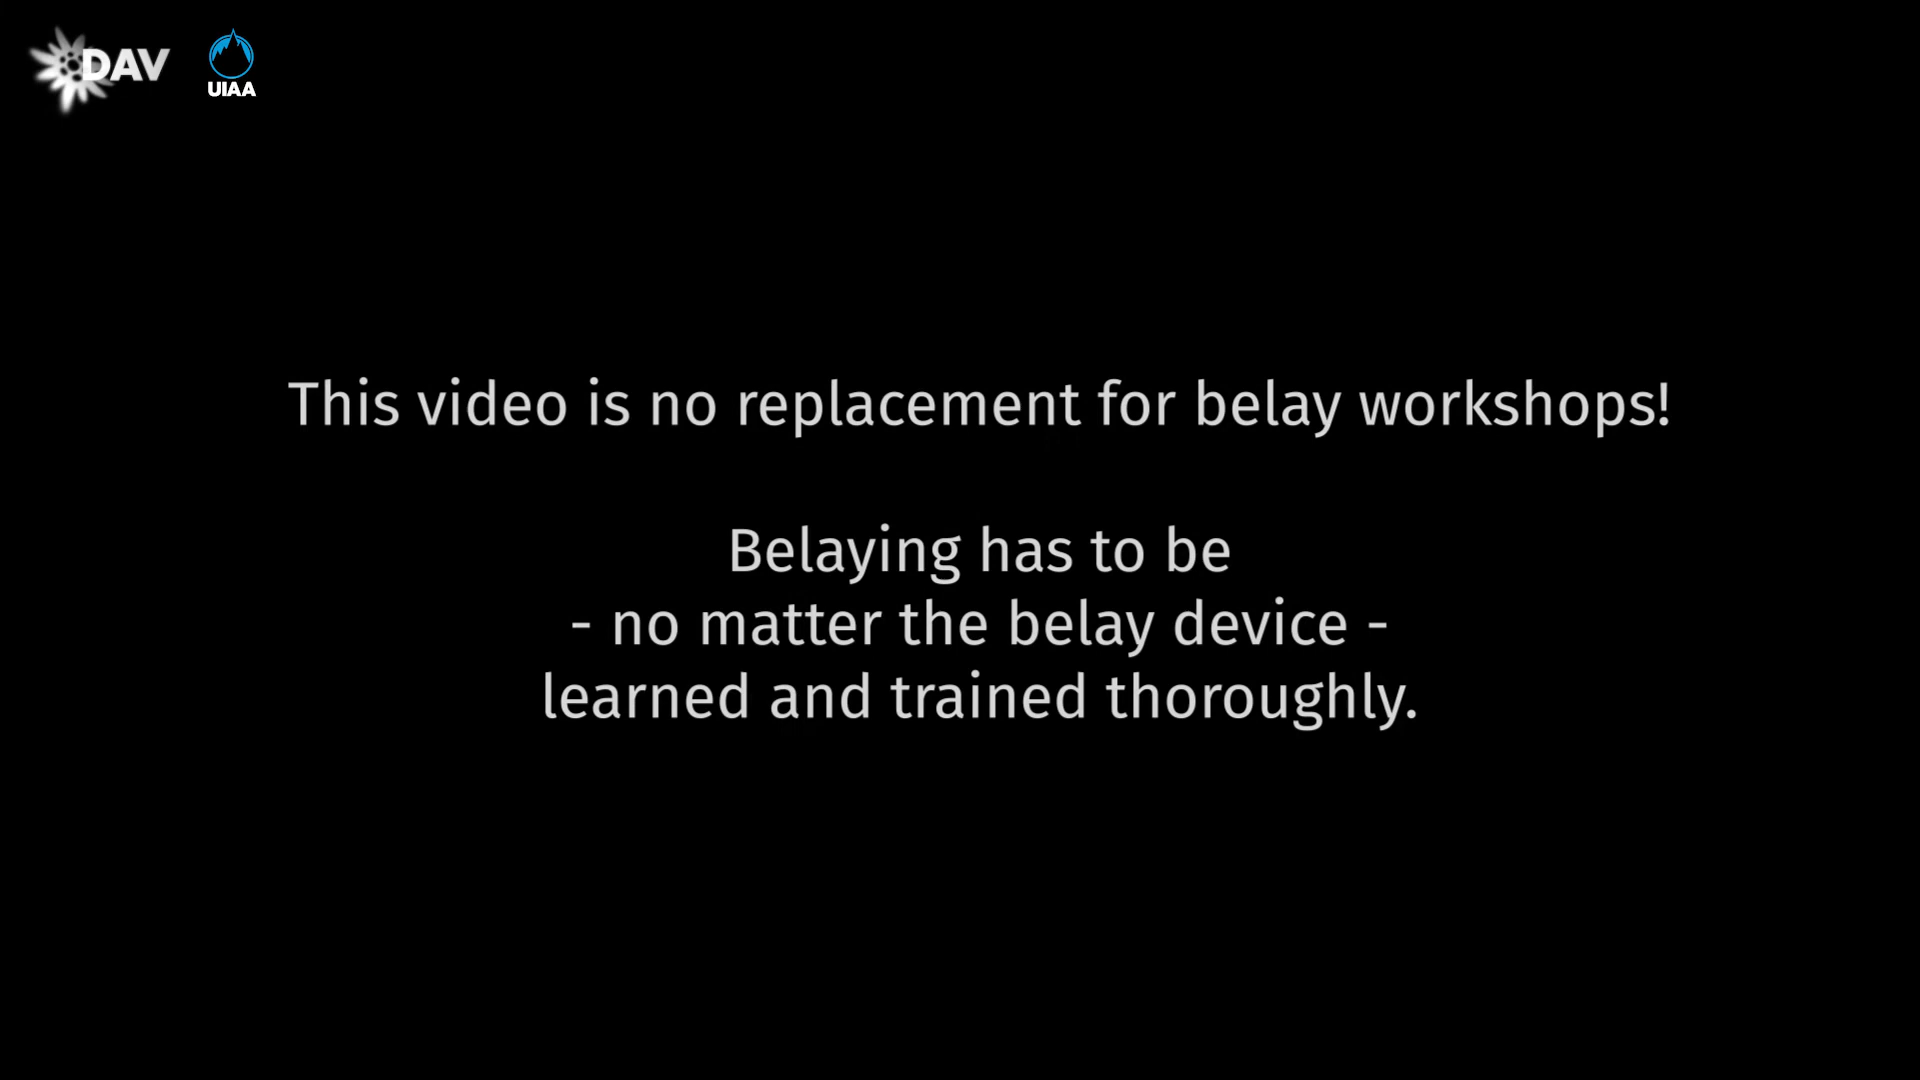 DAV
UIAA
This video is no replacement for belay workshops!
Belaying has to be
- no matter the belay device -
learned and trained thoroughly.